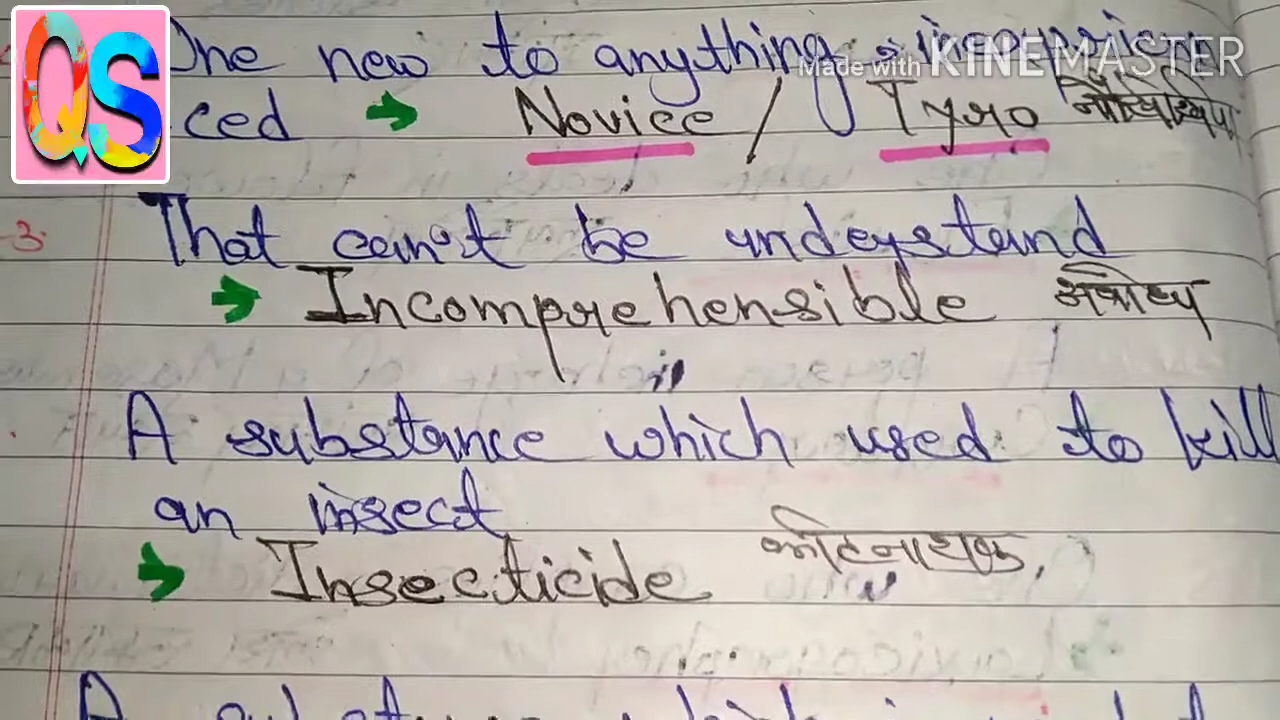 QS
One new to anything, inexperien
Made with KINEMASTER
ced → Novice / Tyro
3.
That can't be understand
→ Incomprehensible अबोध्य
A substance which used to kill
an insect
→ Insecticide कीटनाशक
A